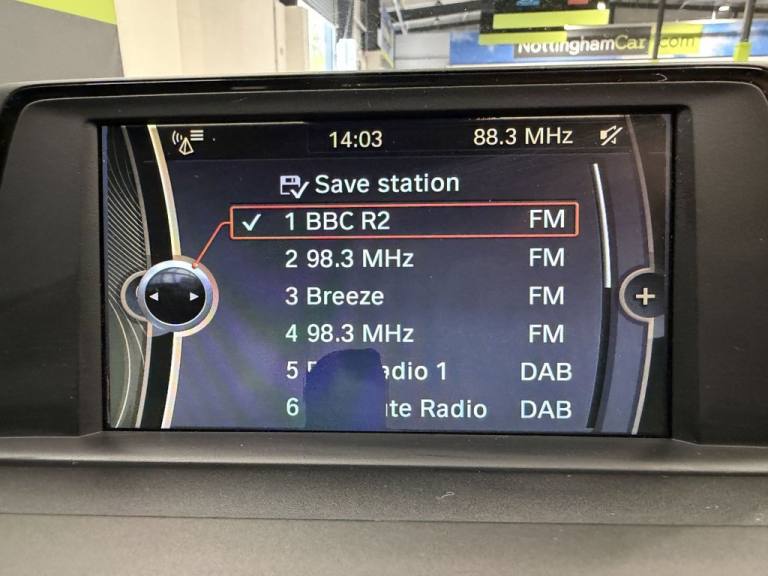 NottinghamCar .com
14:03 88.3 MHz
Save station
1 BBC R2 FM
2 98.3 MHz FM
3 Breeze FM
4 98.3 MHz FM
5 adio 1 DAB
6 te Radio DAB